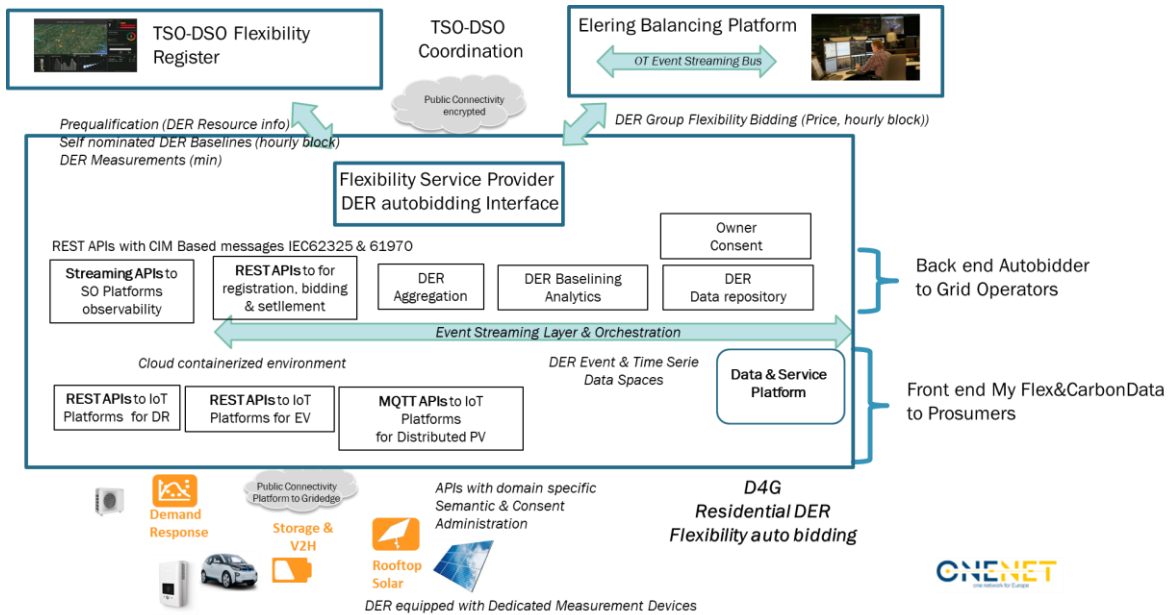 TSO-DSO Flexibility
Register
TSO-DSO
Coordination
Public Connectivity
encrypted
Elering Balancing Platform
OT Event Streaming Bus
Prequalification (DER Resource info)
Self nominated DER Baselines (hourly block)
DER Measurements (min)
DER Group Flexibility Bidding (Price, hourly block))
Flexibility Service Provider
DER autobidding Interface
REST APIs with CIM Based messages IEC62325 & 61970
Owner
Consent
Streaming APIs to
SO Platforms
observability
REST APIs to for
registration, bidding
& setllement
DER
Aggregation
DER Baselining
Analytics
DER
Data repository
Back end Autobidder
to Grid Operators
Event Streaming Layer & Orchestration
Cloud containerized environment
DER Event & Time Serie
Data Spaces
Data & Service
Platform
REST APIs to IoT
Platforms for DR
REST APIs to IoT
Platforms for EV
MQTT APIs to IoT
Platforms
for Distributed PV
Front end My Flex&CarbonData
to Prosumers
Demand
Response
Public Connectivity
Platform to Gridedge
Storage &
V2H
APIs with domain specific
Semantic & Consent
Administration
Rooftop
Solar
D4G
Residential DER
Flexibility auto bidding
DER equipped with Dedicated Measurement Devices
ONENET
one network for Europe